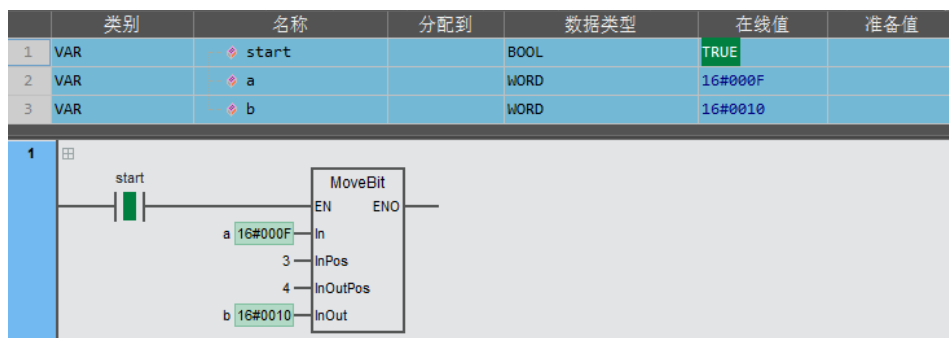 类别 名称 分配到 数据类型 在线值 准备值
1 VAR start BOOL TRUE
2 VAR a WORD 16#000F
3 VAR b WORD 16#0010
1
start
MoveBit
EN ENO
a 16#000F In
3 InPos
4 InOutPos
b 16#0010 InOut